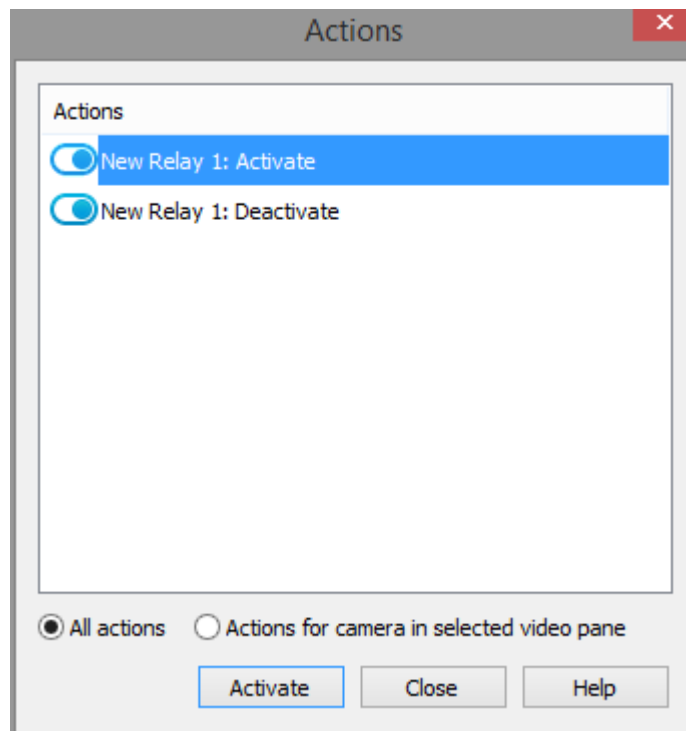 Actions
Actions
New Relay 1: Activate
New Relay 1: Deactivate
All actions Actions for camera in selected video pane
Activate Close Help